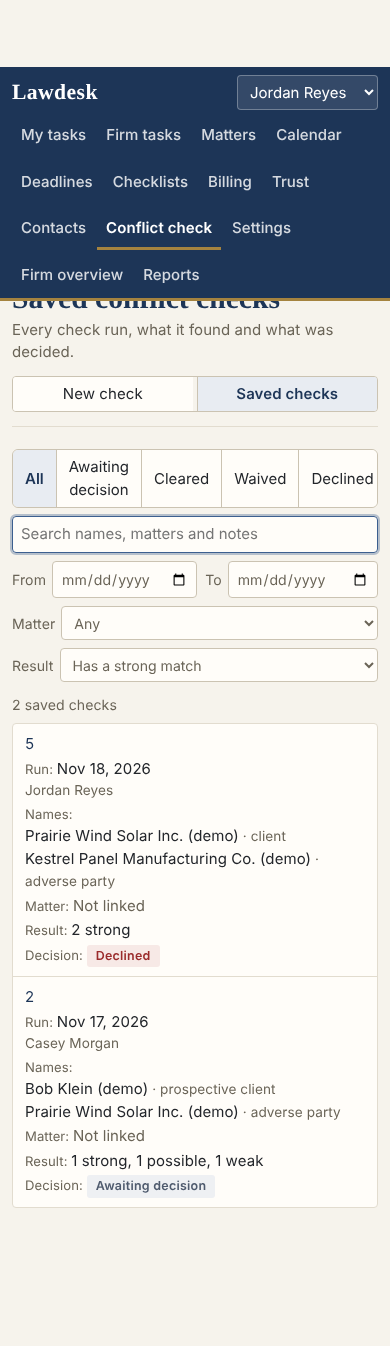 Lawdesk
Jordan Reyes
My tasks Firm tasks Matters Calendar
Deadlines Checklists Billing Trust
Contacts Conflict check Settings
Firm overview Reports
Saved conflict checks
Every check run, what it found and what was
decided.
New check Saved checks
All Awaiting decision Cleared Waived Declined
Search names, matters and notes
From mm/dd/yyyy To mm/dd/yyyy
Matter Any
Result Has a strong match
2 saved checks
5
Run: Nov 18, 2026
Jordan Reyes
Names:
Prairie Wind Solar Inc. (demo) · client
Kestrel Panel Manufacturing Co. (demo) ·
adverse party
Matter: Not linked
Result: 2 strong
Decision: Declined
2
Run: Nov 17, 2026
Casey Morgan
Names:
Bob Klein (demo) · prospective client
Prairie Wind Solar Inc. (demo) · adverse party
Matter: Not linked
Result: 1 strong, 1 possible, 1 weak
Decision: Awaiting decision